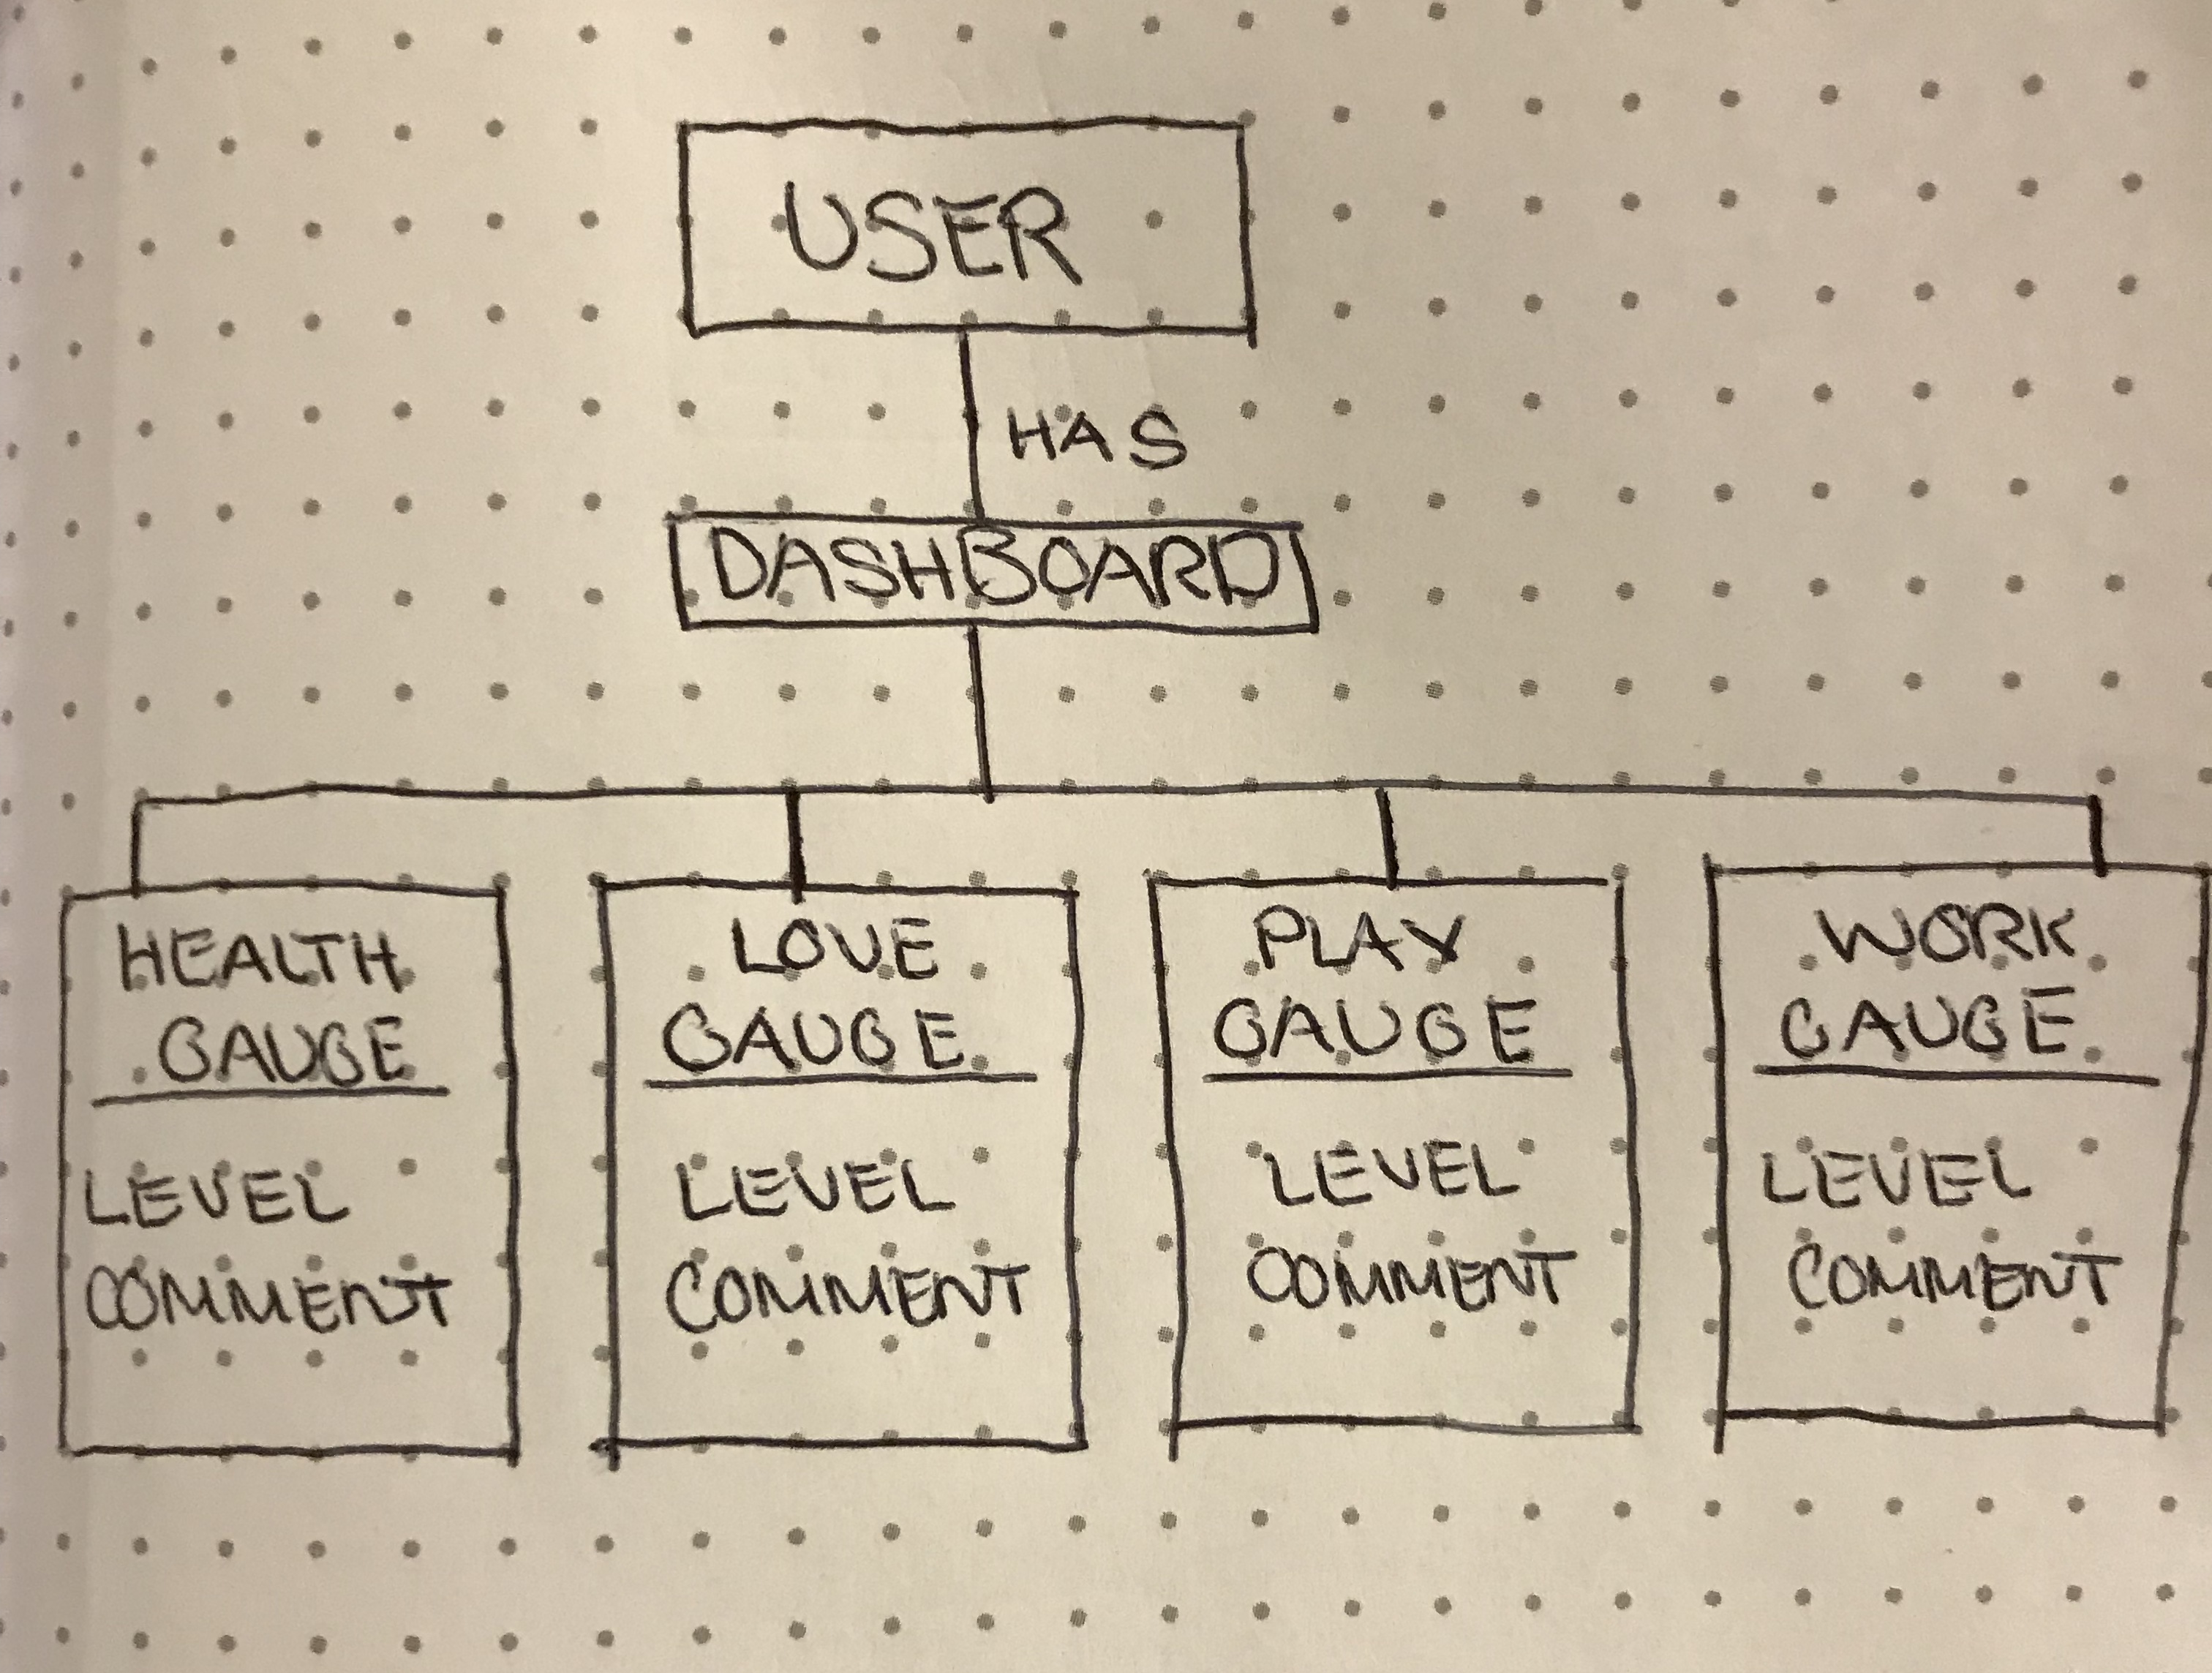 USER
HAS
DASHBOARD
HEALTH
GAUGE
LEVEL
COMMENT
LOVE
GAUGE
LEVEL
COMMENT
PLAY
GAUGE
LEVEL
COMMENT
WORK
GAUGE
LEVEL
COMMENT